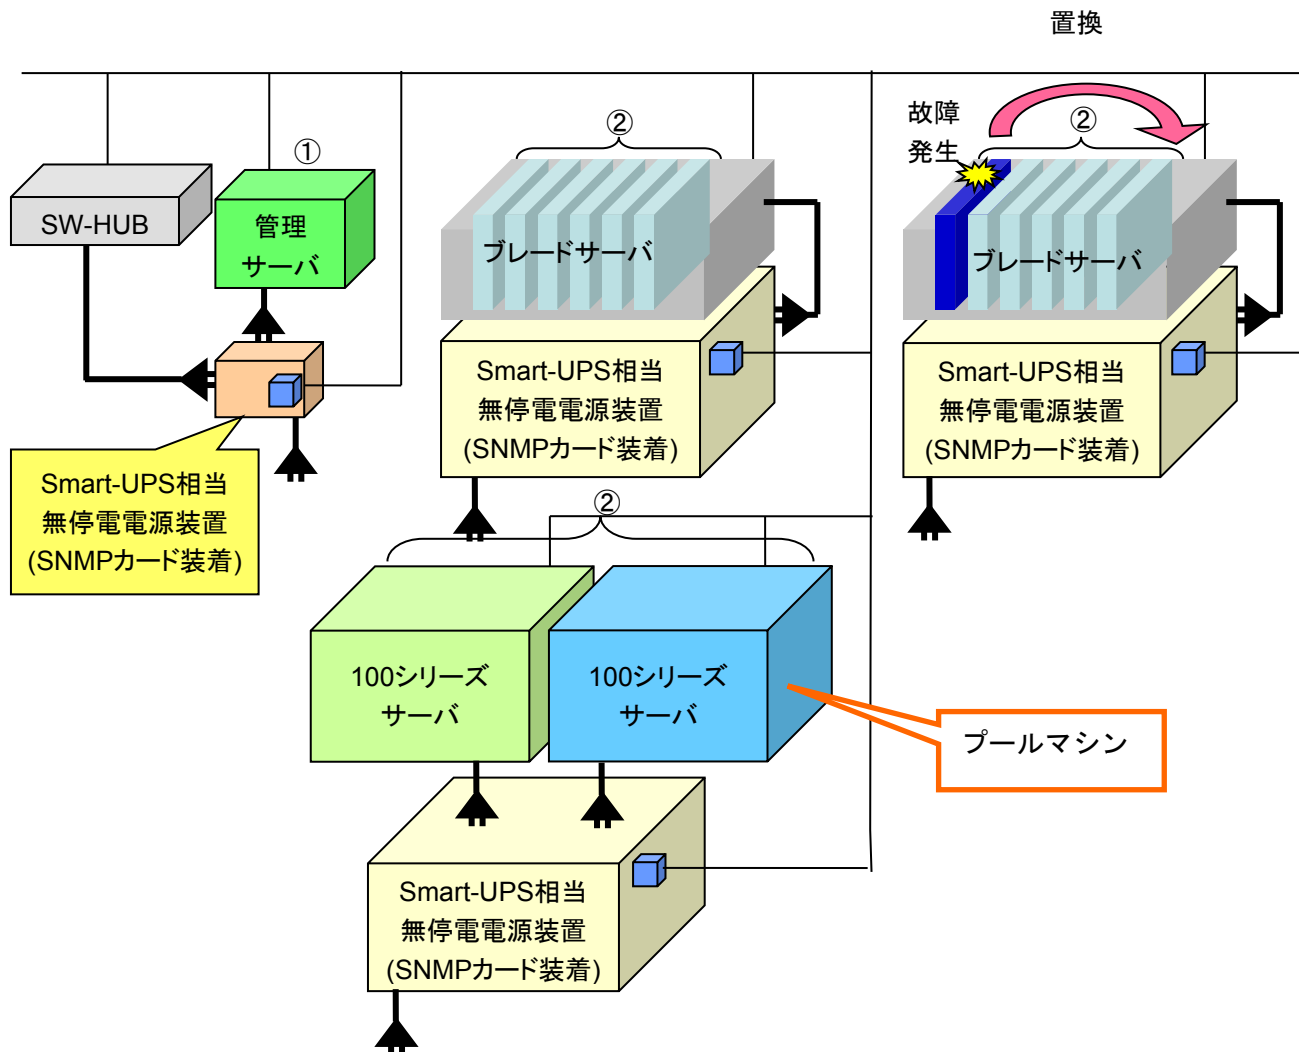 置換
故障
発生
②
②
①
SW-HUB
管理
サーバ
ブレードサーバ
ブレードサーバ
Smart-UPS相当
無停電電源装置
(SNMPカード装着)
Smart-UPS相当
無停電電源装置
(SNMPカード装着)
Smart-UPS相当
無停電電源装置
(SNMPカード装着)
②
100シリーズ
サーバ
100シリーズ
サーバ
プールマシン
Smart-UPS相当
無停電電源装置
(SNMPカード装着)